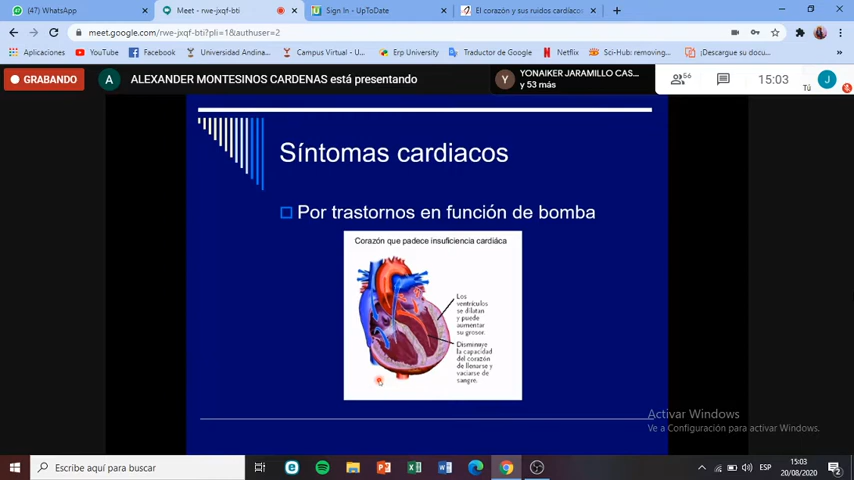 (47) WhatsApp
Meet - rwe-jxqf-bti
Sign In - UpToDate
El corazón y sus ruidos cardíacos
meet.google.com/rwe-jxqf-bti?pli=1&authuser=2
Aplicaciones
YouTube
Facebook
Universidad Andin
Campus Virtual - U...
Erp University
Traductor de Google
Netflix
Sci-Hub: removing...
¡Descargue su docu...
GRABANDO
A
ALEXANDER MONTESINOS CARDENAS está presentando
Y
YONAIKER JARAMILLO CAS...
y 53 más
56
15:03
Tú
J
Síntomas cardiacos
Por trastornos en función de bomba
Corazón que padece insuficiencia cardiáca
Los
ventrículos
se dilatan
y puede
aumentar
su grosor.
Disminuye
la capacidad
del corazón
de llenarse y
vaciarse de
sangre.
Activar Windows
Ve a Configuración para activar Windows.
Escribe aquí para buscar
ESP
15:03
20/08/2020
2